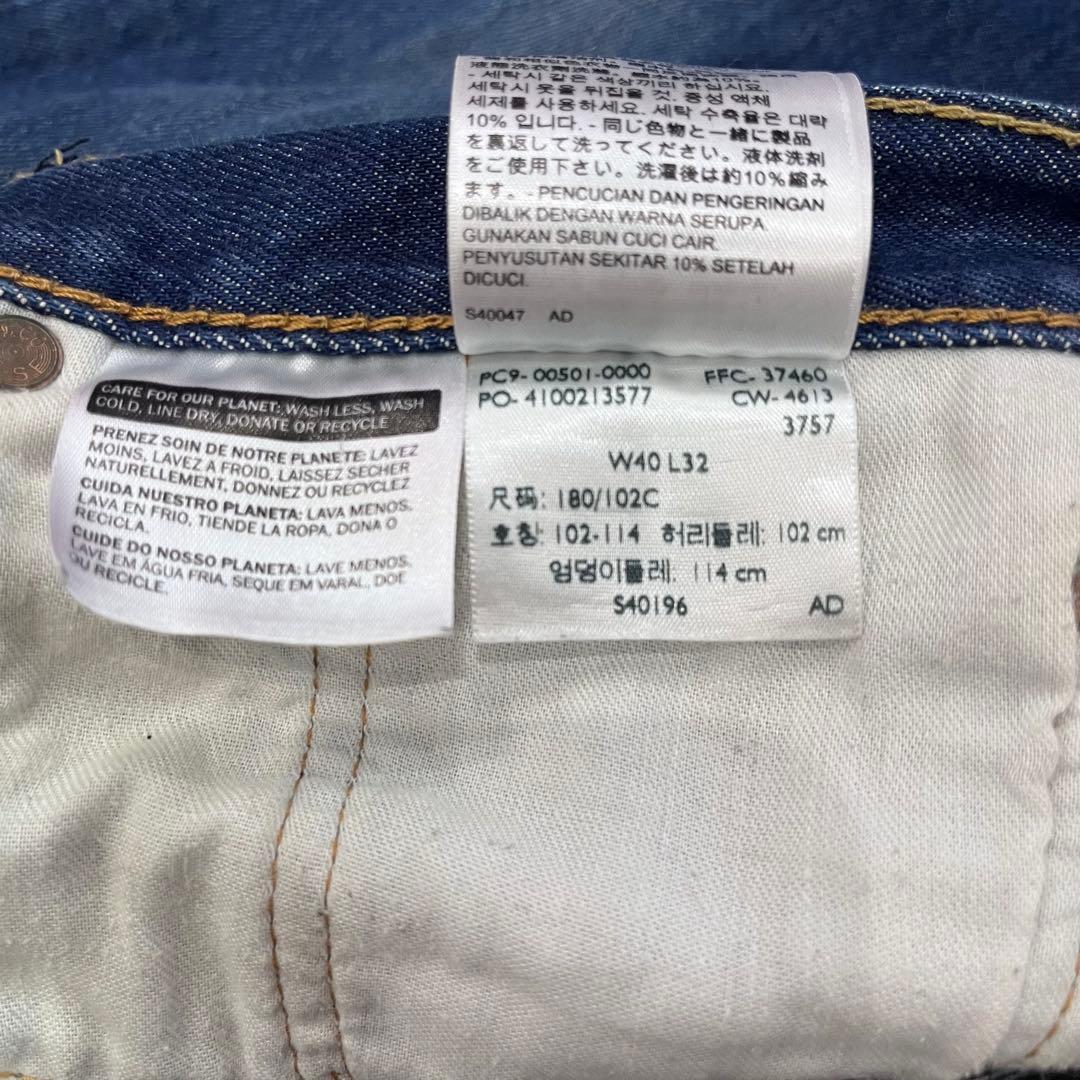 - 세탁시 같은 색상끼리 하십시요.
세탁시 옷을 뒤집을 것. 중성 액체
세제를 사용하세요. 세탁 수축율은 대략
10% 입니다. - 同じ色物と一緒に製品
を裏返して洗ってください。液体洗剤
をご使用下さい。洗濯後は約10%縮み
ます。- PENCUCIAN DAN PENGERINGAN
DIBALIK DENGAN WARNA SERUPA.
GUNAKAN SABUN CUCI CAIR.
PENYUSUTAN SEKITAR 10% SETELAH
DICUCI.
S40047 AD
CARE FOR OUR PLANET: WASH LESS, WASH
COLD, LINE DRY, DONATE OR RECYCLE
PRENEZ SOIN DE NOTRE PLANETE: LAVEZ
MOINS, LAVEZ A FROID, LAISSEZ SECHER
NATURELLEMENT, DONNEZ OU RECYCLEZ
CUIDA NUESTRO PLANETA: LAVA MENOS,
LAVA EN FRIO, TIENDE LA ROPA, DONA O
RECICLA.
CUIDE DO NOSSO PLANETA: LAVE MENOS,
LAVE EM ÁGUA FRIA, SEQUE EM VARAL, DOE
OU RECICLE.
PC9- 00501-0000 FFC- 37460
PO- 4100213577 CW- 4613
3757
W40 L32
尺码: 180/102C
호칭: 102-114 허리둘레: 102 cm
엉덩이둘레: 114 cm
S40196 AD